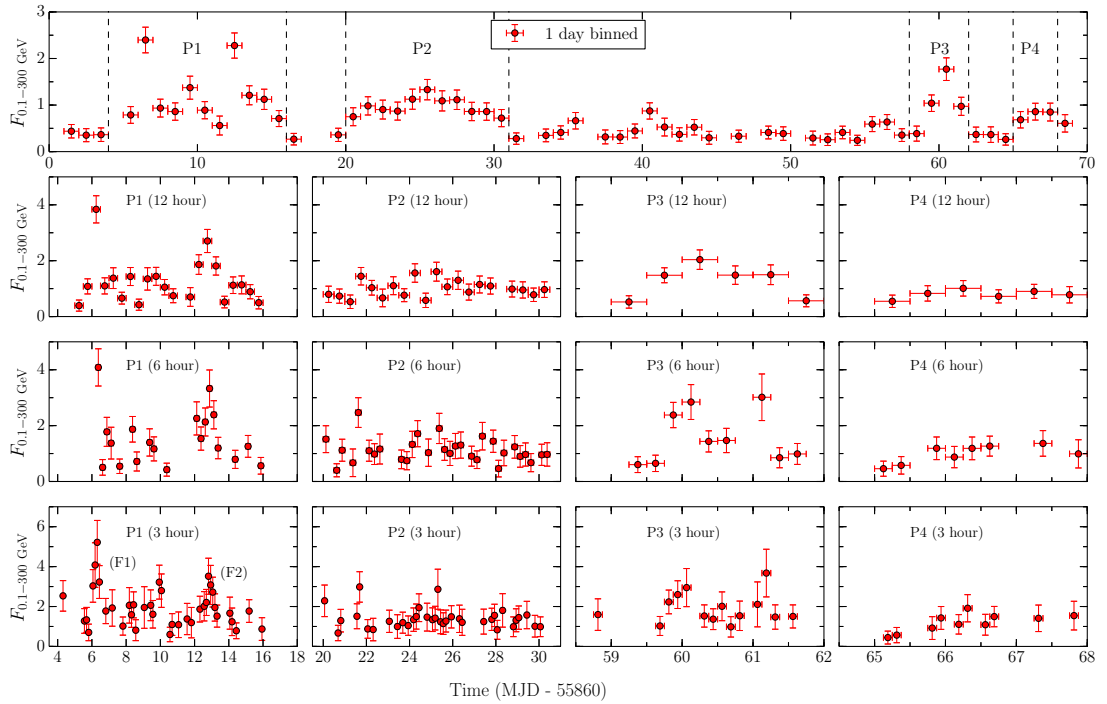 3
2
1
0
F0.1−300 GeV
P1
P2
1 day binned
P3
P4
0 10 20 30 40 50 60 70
4
2
0
F0.1−300 GeV
P1 (12 hour)
P2 (12 hour)
P3 (12 hour)
P4 (12 hour)
4
2
0
F0.1−300 GeV
P1 (6 hour)
P2 (6 hour)
P3 (6 hour)
P4 (6 hour)
6
4
2
0
F0.1−300 GeV
P1 (3 hour)
(F1)
(F2)
P2 (3 hour)
P3 (3 hour)
P4 (3 hour)
4 6 8 10 12 14 16 18
20 22 24 26 28 30
59 60 61 62
65 66 67 68
Time (MJD - 55860)